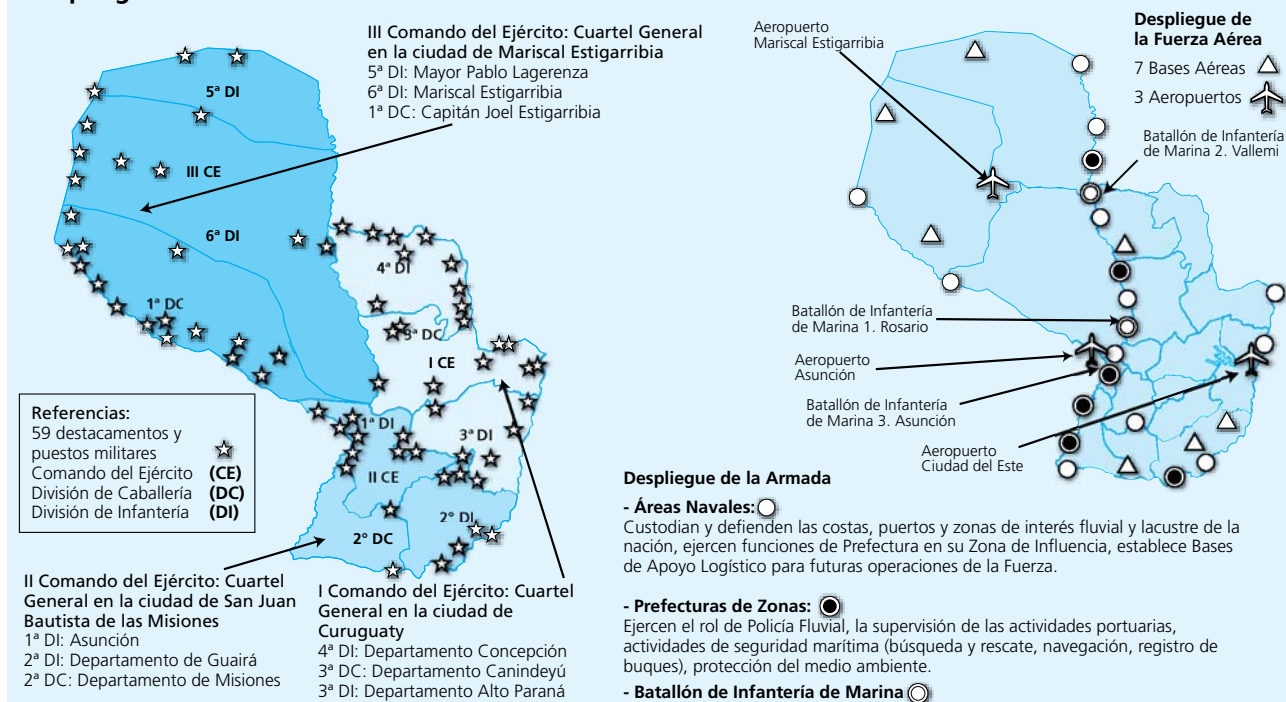 III Comando del Ejército: Cuartel General
en la ciudad de Mariscal Estigarribia
5ª DI: Mayor Pablo Lagerenza
6ª DI: Mariscal Estigarribia
1ª DC: Capitán Joel Estigarribia
5ª DI
III CE
6ª DI
1ª DC
4ª DI
3ª DC
I CE
1ª DI
3ª DI
II CE
2º DI
2º DC
Referencias:
59 destacamentos y
puestos militares
Comando del Ejército (CE)
División de Caballería (DC)
División de Infantería (DI)
II Comando del Ejército: Cuartel
General en la ciudad de San Juan
Bautista de las Misiones
1ª DI: Asunción
2ª DI: Departamento de Guairá
2ª DC: Departamento de Misiones
I Comando del Ejército: Cuartel
General en la ciudad de
Curuguaty
4ª DI: Departamento Concepción
3ª DC: Departamento Canindeyú
3ª DI: Departamento Alto Paraná
Aeropuerto
Mariscal Estigarribia
Despliegue de
la Fuerza Aérea
7 Bases Aéreas
3 Aeropuertos
Batallón de Infantería
de Marina 2. Vallemi
Batallón de Infantería
de Marina 1. Rosario
Aeropuerto
Asunción
Batallón de Infantería
de Marina 3. Asunción
Aeropuerto
Ciudad del Este
Despliegue de la Armada
- Áreas Navales:
Custodian y defienden las costas, puertos y zonas de interés fluvial y lacustre de la
nación, ejercen funciones de Prefectura en su Zona de Influencia, establece Bases
de Apoyo Logístico para futuras operaciones de la Fuerza.
- Prefecturas de Zonas:
Ejercen el rol de Policía Fluvial, la supervisión de las actividades portuarias,
actividades de seguridad marítima (búsqueda y rescate, navegación, registro de
buques), protección del medio ambiente.
- Batallón de Infantería de Marina